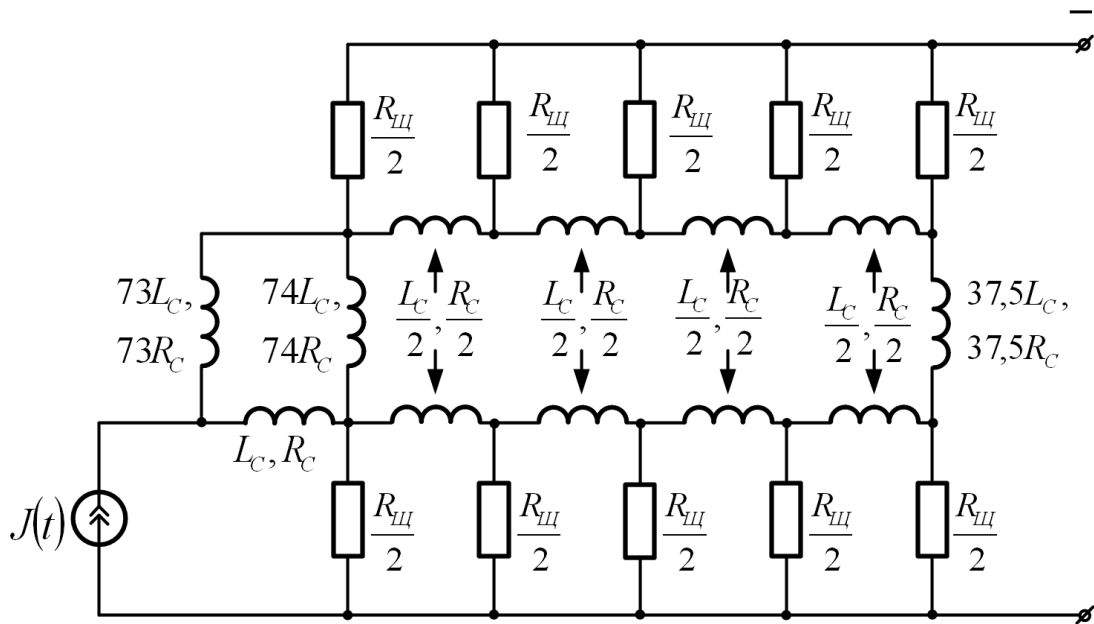 –
R_Щ/2 R_Щ/2 R_Щ/2 R_Щ/2 R_Щ/2
73L_C, 74L_C, L_C/2, R_C/2 L_C/2, R_C/2 L_C/2, R_C/2 L_C/2, R_C/2 37,5L_C,
73R_C 74R_C 37,5R_C
L_C, R_C
J(t) R_Щ/2 R_Щ/2 R_Щ/2 R_Щ/2 R_Щ/2